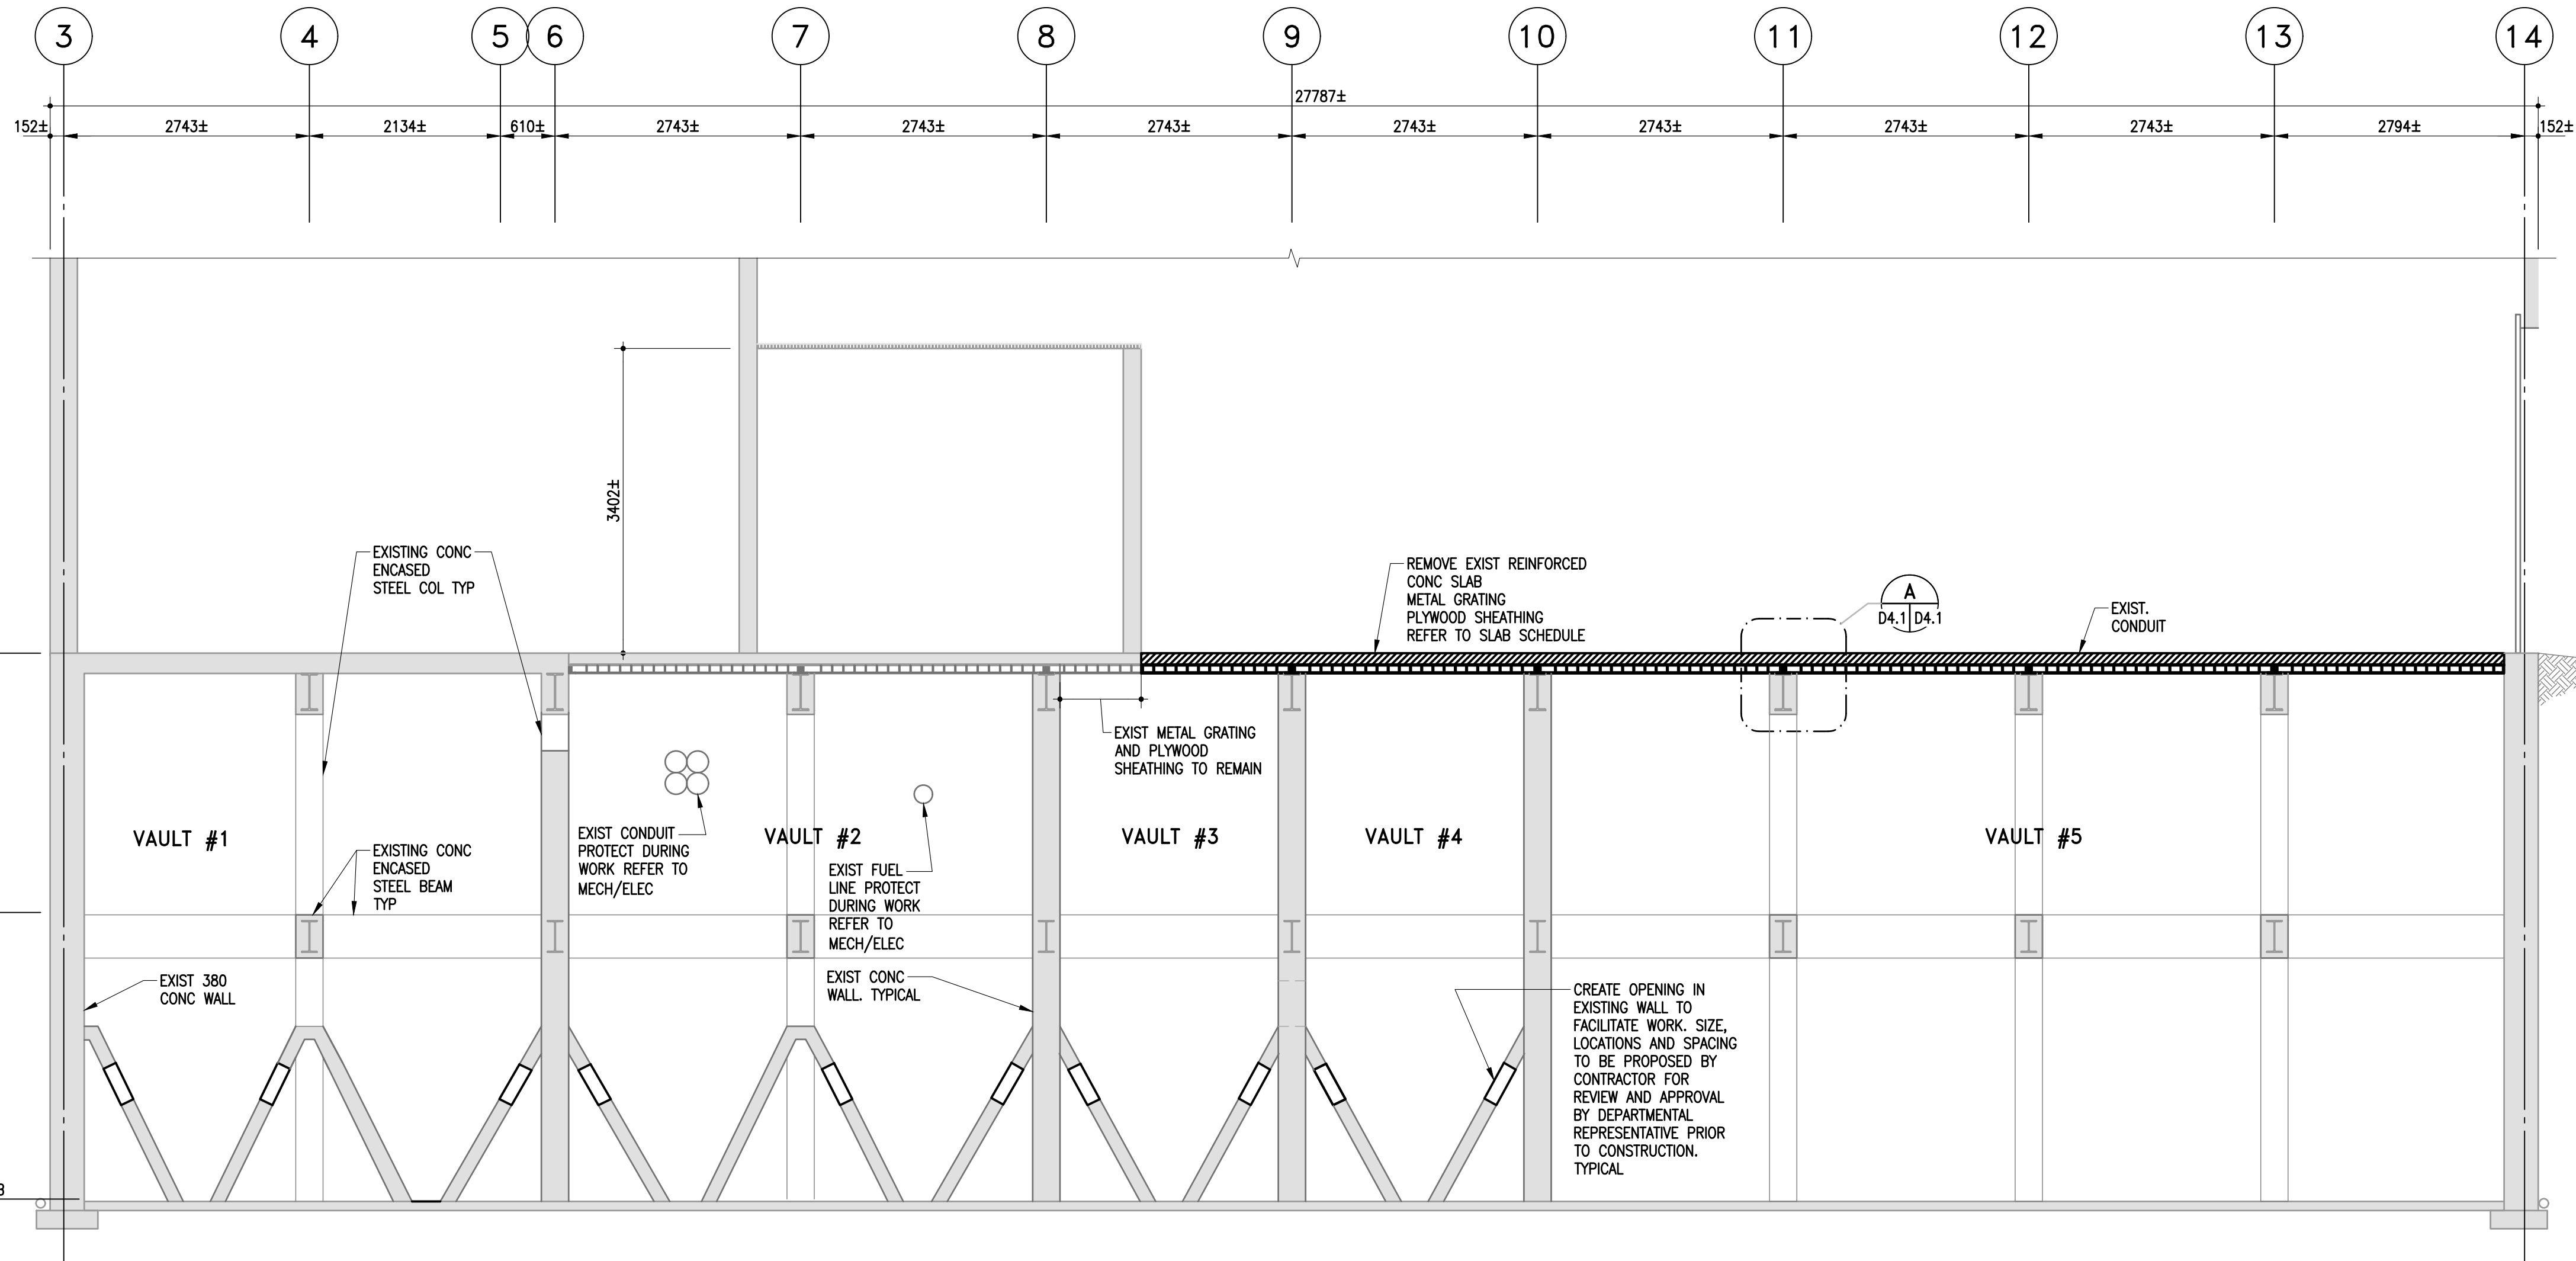 3 4 5 6 7 8 9 10 11 12 13 14
27787±
152± 2743± 2134± 610± 2743± 2743± 2743± 2743± 2743± 2743± 2743± 2794± 152±
3402±
EXISTING CONC
ENCASED
STEEL COL TYP
REMOVE EXIST REINFORCED
CONC SLAB
METAL GRATING
PLYWOOD SHEATHING
REFER TO SLAB SCHEDULE
A
D4.1 D4.1
EXIST.
CONDUIT
EXIST METAL GRATING
AND PLYWOOD
SHEATHING TO REMAIN
VAULT #1
VAULT #2
VAULT #3
VAULT #4
VAULT #5
EXISTING CONC
ENCASED
STEEL BEAM
TYP
EXIST CONDUIT
PROTECT DURING
WORK REFER TO
MECH/ELEC
EXIST FUEL
LINE PROTECT
DURING WORK
REFER TO
MECH/ELEC
EXIST 380
CONC WALL
EXIST CONC
WALL. TYPICAL
CREATE OPENING IN
EXISTING WALL TO
FACILITATE WORK. SIZE,
LOCATIONS AND SPACING
TO BE PROPOSED BY
CONTRACTOR FOR
REVIEW AND APPROVAL
BY DEPARTMENTAL
REPRESENTATIVE PRIOR
TO CONSTRUCTION.
TYPICAL